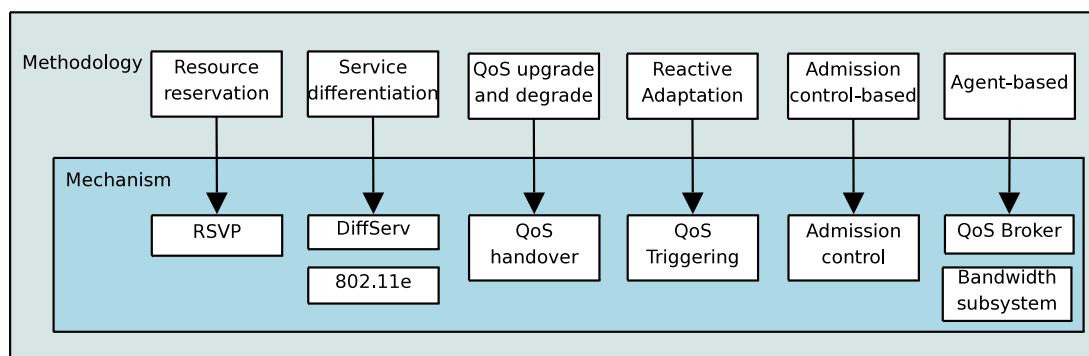 Methodology
Resource
reservation
Service
differentiation
QoS upgrade
and degrade
Reactive
Adaptation
Admission
control-based
Agent-based
Mechanism
RSVP
DiffServ
802.11e
QoS
handover
QoS
Triggering
Admission
control
QoS Broker
Bandwidth
subsystem